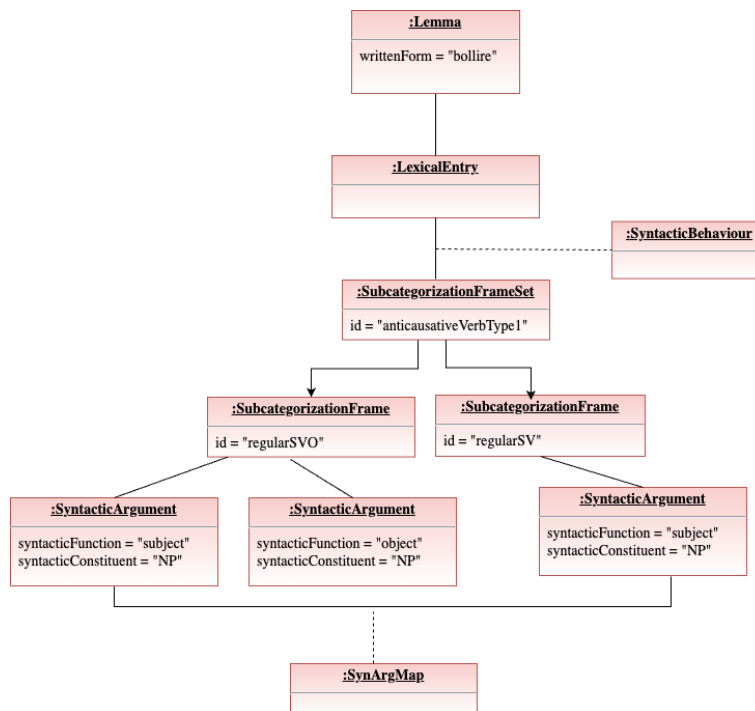 :Lemma
writtenForm = "bollire"
:LexicalEntry
:SyntacticBehaviour
:SubcategorizationFrameSet
id = "anticausativeVerbType1"
:SubcategorizationFrame
id = "regularSVO"
:SubcategorizationFrame
id = "regularSV"
:SyntacticArgument
syntacticFunction = "subject"
syntacticConstituent = "NP"
:SyntacticArgument
syntacticFunction = "object"
syntacticConstituent = "NP"
:SyntacticArgument
syntacticFunction = "subject"
syntacticConstituent = "NP"
:SynArgMap